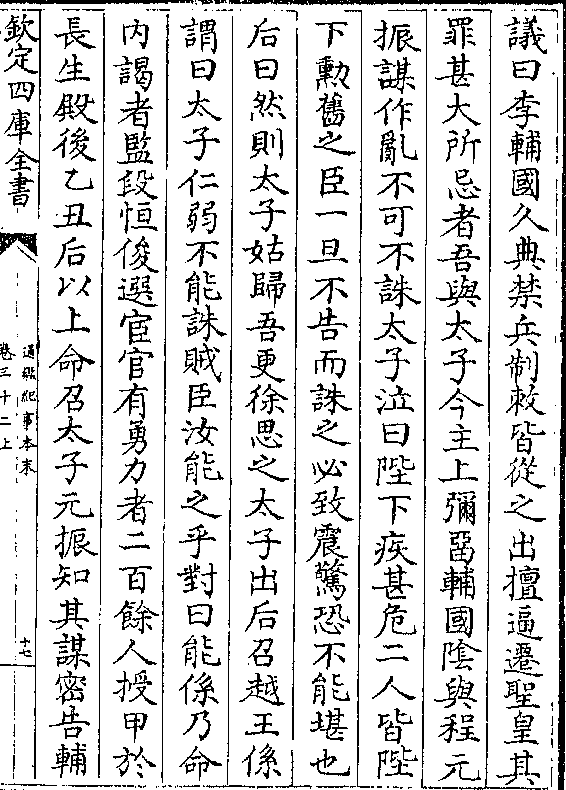 議曰李輔國久典禁兵制敕皆從之出擅逼遷聖皇其
罪甚大所忌者吾與太子今主上彌留輔國陰與程元
振謀作亂不可不誅太子泣曰陛下疾甚危二人皆陛
下勳舊之臣一旦不告而誅之必致震驚恐不能堪也
后曰然則太子姑歸吾更徐思之太子出后召越王係
謂曰太子仁弱不能誅賊臣汝能之乎對曰能係乃命
内謁者監段恒俊選宦官有勇力者二百餘人授甲於
長生殿後乙丑后以上命召太子元振知其謀密告輔
欽定四庫全書
通鑑紀事本末
卷三十二上
十七